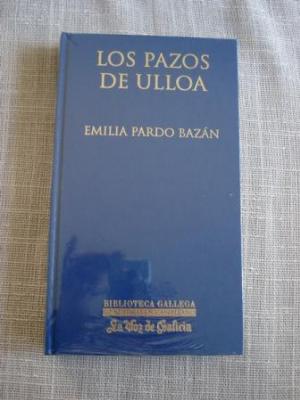 LOS PAZOS
DE ULLOA
EMILIA PARDO BAZÁN
BIBLIOTECA GALLEGA
La Voz de Galicia